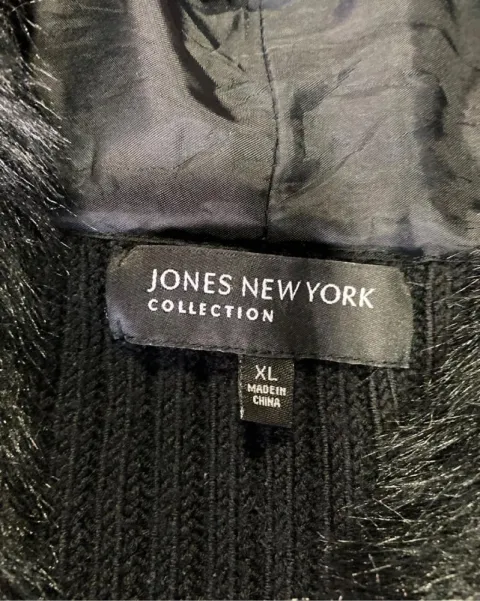 JONES NEW YORK
COLLECTION
XL
MADE IN
CHINA